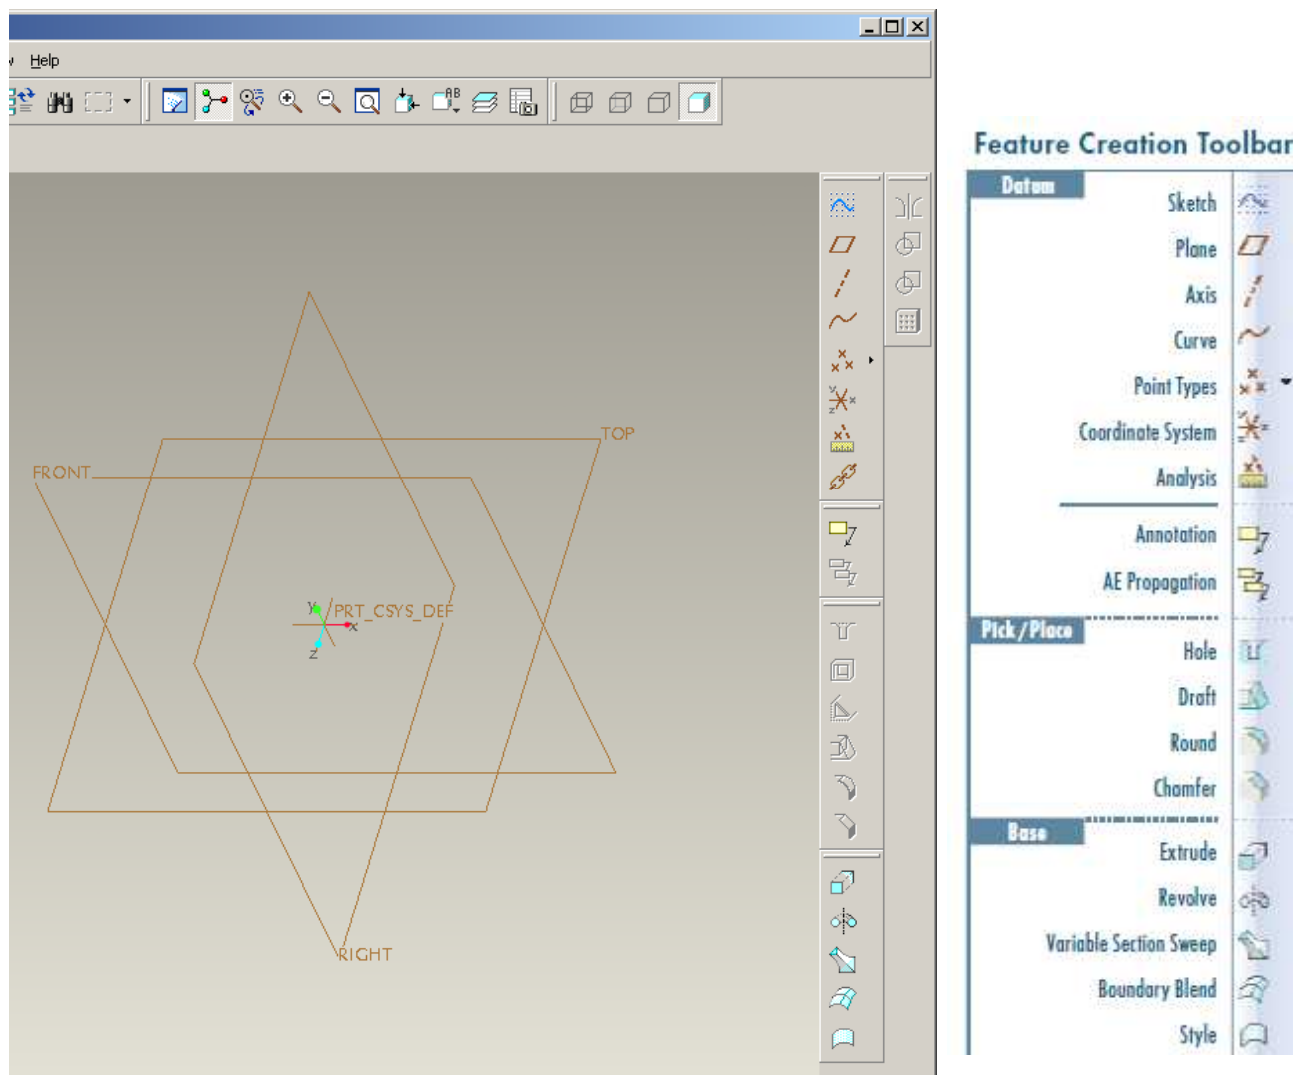 Help
AB
TOP
FRONT
y
PRT_CSYS_DEF
x
z
RIGHT
Feature Creation Toolbar
Datum
Sketch
Plane
Axis
Curve
Point Types
Coordinate System
Analysis
Annotation
AE Propagation
Pick/Place
Hole
Draft
Round
Chamfer
Base
Extrude
Revolve
Variable Section Sweep
Boundary Blend
Style